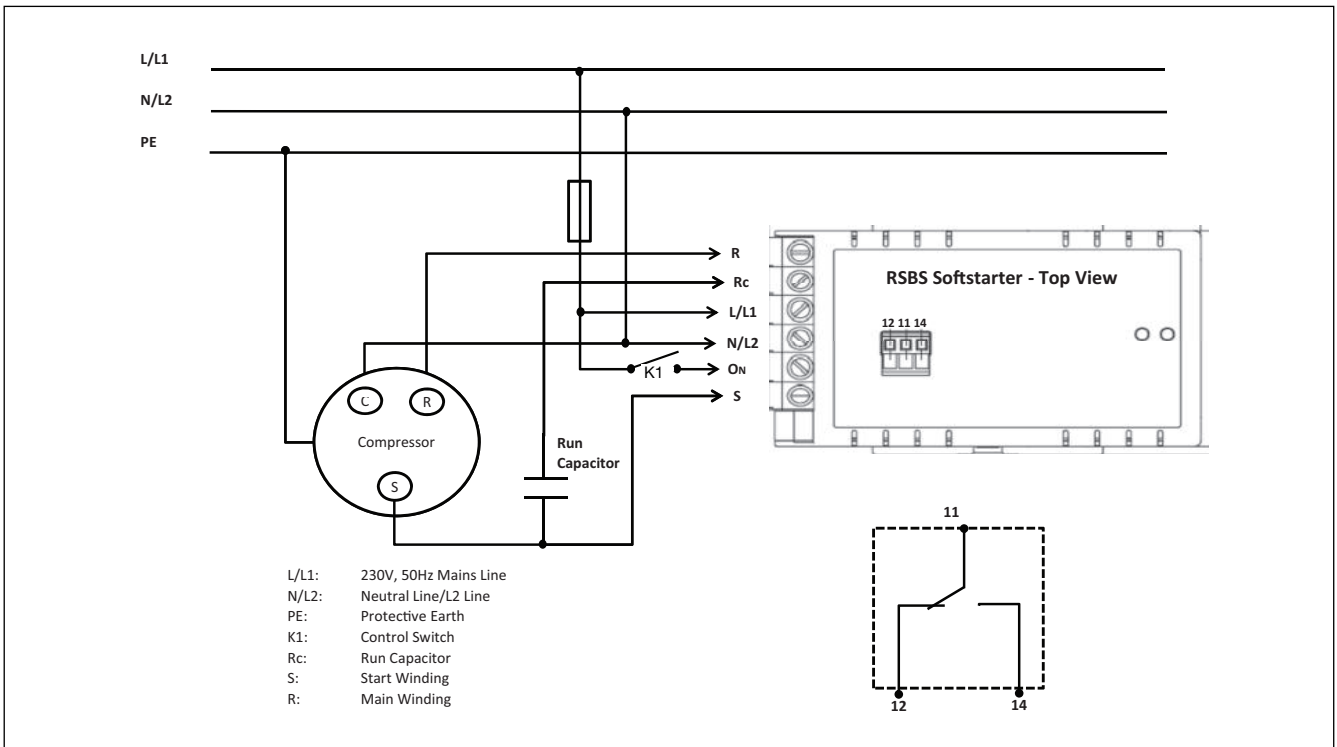 L/L1
N/L2
PE
R
Rc
L/L1
N/L2
ON
S
K1
RSBS Softstarter - Top View
12 11 14
C
R
Compressor
S
Run
Capacitor
11
12
14
L/L1: 230V, 50Hz Mains Line
N/L2: Neutral Line/L2 Line
PE: Protective Earth
K1: Control Switch
Rc: Run Capacitor
S: Start Winding
R: Main Winding